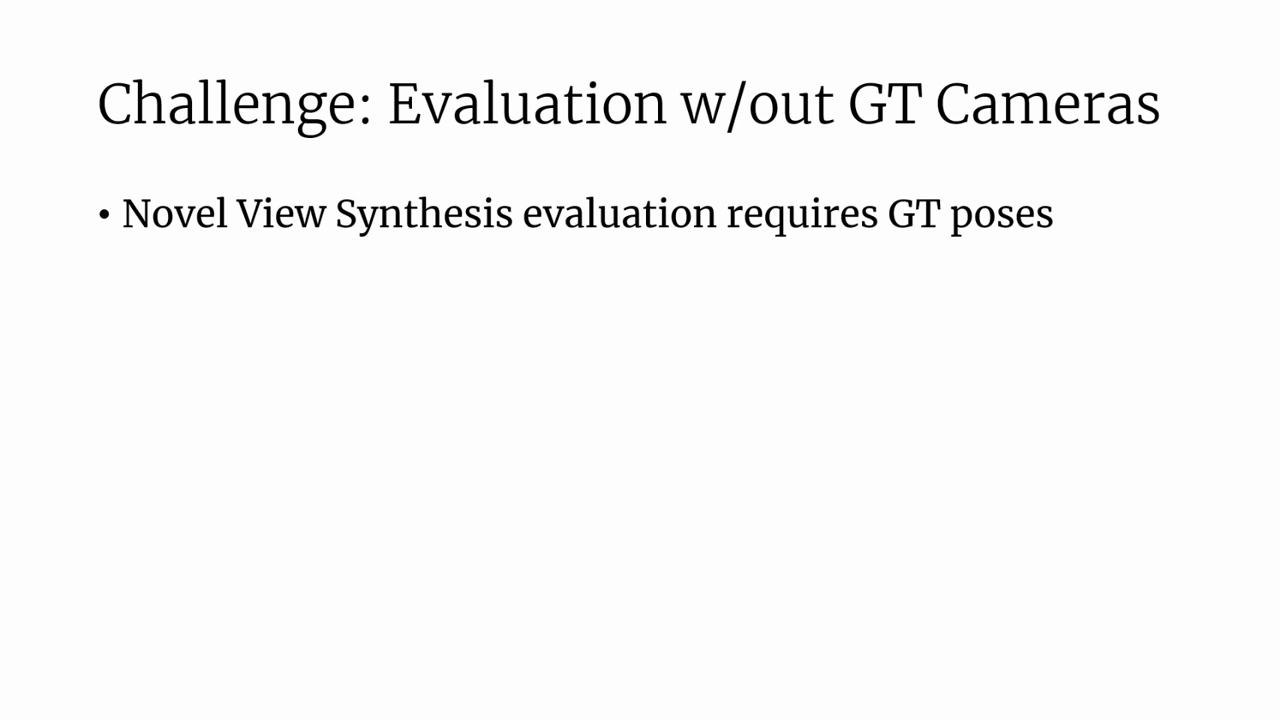 Challenge: Evaluation w/out GT Cameras
• Novel View Synthesis evaluation requires GT poses